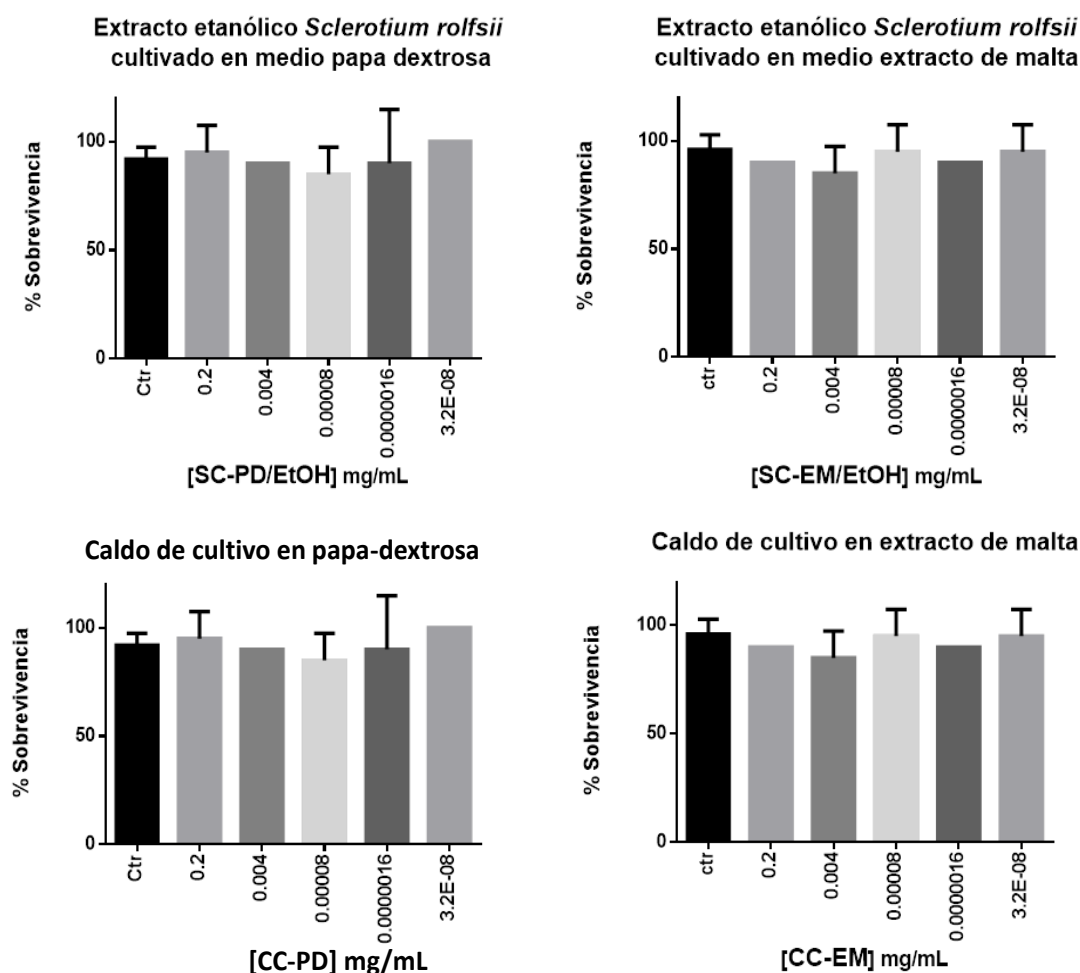 Extracto etanólico Sclerotium rolfsii
cultivado en medio papa dextrosa
% Sobrevivencia
100
50
0
Ctr
0.2
0.004
0.00008
0.0000016
3.2E-08
[SC-PD/EtOH] mg/mL
Extracto etanólico Sclerotium rolfsii
cultivado en medio extracto de malta
% Sobrevivencia
100
50
0
ctr
0.2
0.004
0.00008
0.0000016
3.2E-08
[SC-EM/EtOH] mg/mL
Caldo de cultivo en papa-dextrosa
% Sobrevivencia
100
50
0
Ctr
0.2
0.004
0.00008
0.0000016
3.2E-08
[CC-PD] mg/mL
Caldo de cultivo en extracto de malta
% Sobrevivencia
100
50
0
ctr
0.2
0.004
0.00008
0.0000016
3.2E-08
[CC-EM] mg/mL